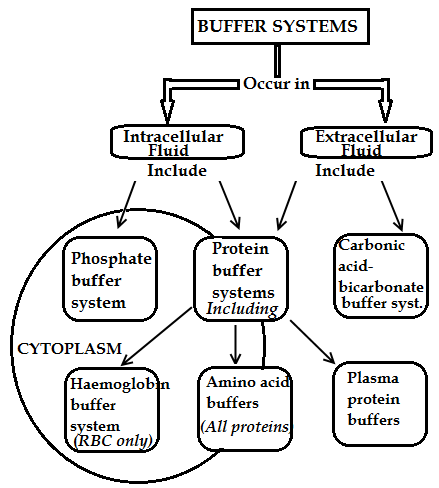 BUFFER SYSTEMS
Occur in
Intracellular
Fluid
Extracellular
Fluid
Include
Include
Phosphate
buffer
system
Protein
buffer
systems
Including
Carbonic
acid-
bicarbonate
buffer syst.
CYTOPLASM
Haemoglobin
buffer
system
(RBC only)
Amino acid
buffers
(All proteins)
Plasma
protein
buffers